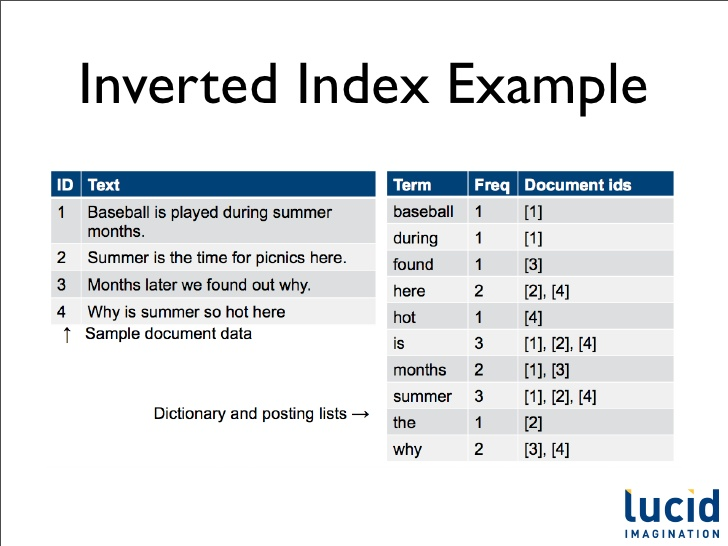 Inverted Index Example
ID Text
1 Baseball is played during summer
months.
2 Summer is the time for picnics here.
3 Months later we found out why.
4 Why is summer so hot here
↑ Sample document data
Dictionary and posting lists →
Term Freq Document ids
baseball 1 [1]
during 1 [1]
found 1 [3]
here 2 [2], [4]
hot 1 [4]
is 3 [1], [2], [4]
months 2 [1], [3]
summer 3 [1], [2], [4]
the 1 [2]
why 2 [3], [4]
lucid
IMAGINATION